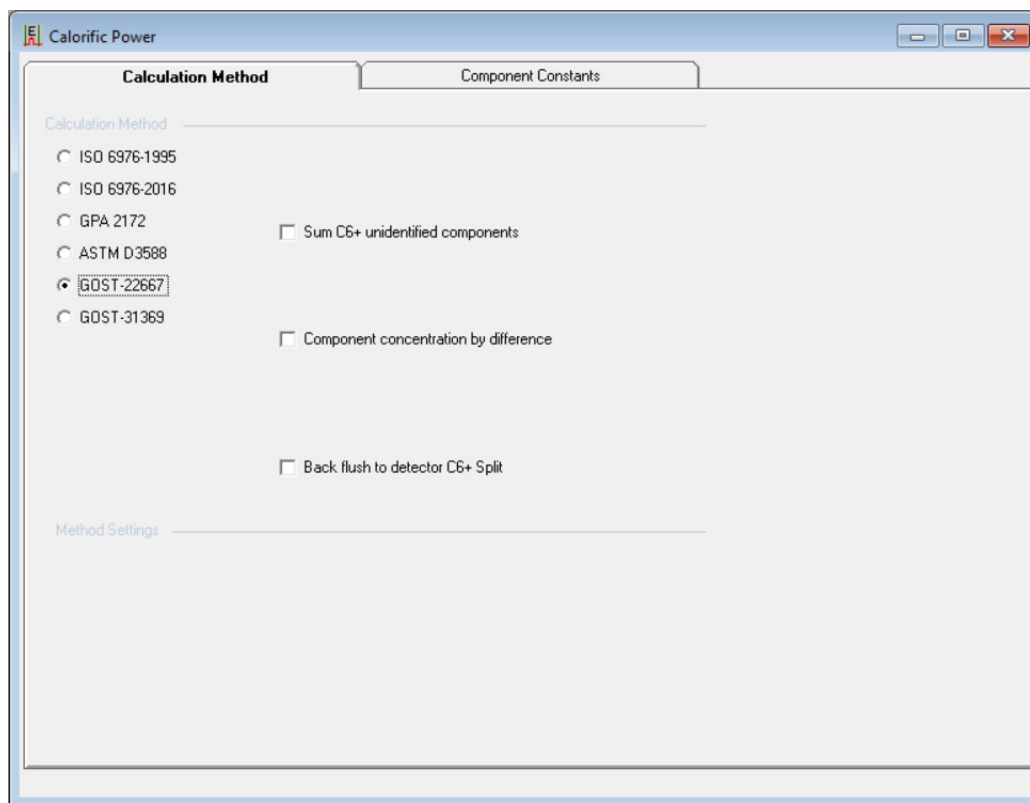 Calorific Power
Calculation Method
Component Constants
Calculation Method
ISO 6976-1995
ISO 6976-2016
GPA 2172
Sum C6+ unidentified components
ASTM D3588
GOST-22667
GOST-31369
Component concentration by difference
Back flush to detector C6+ Split
Method Settings